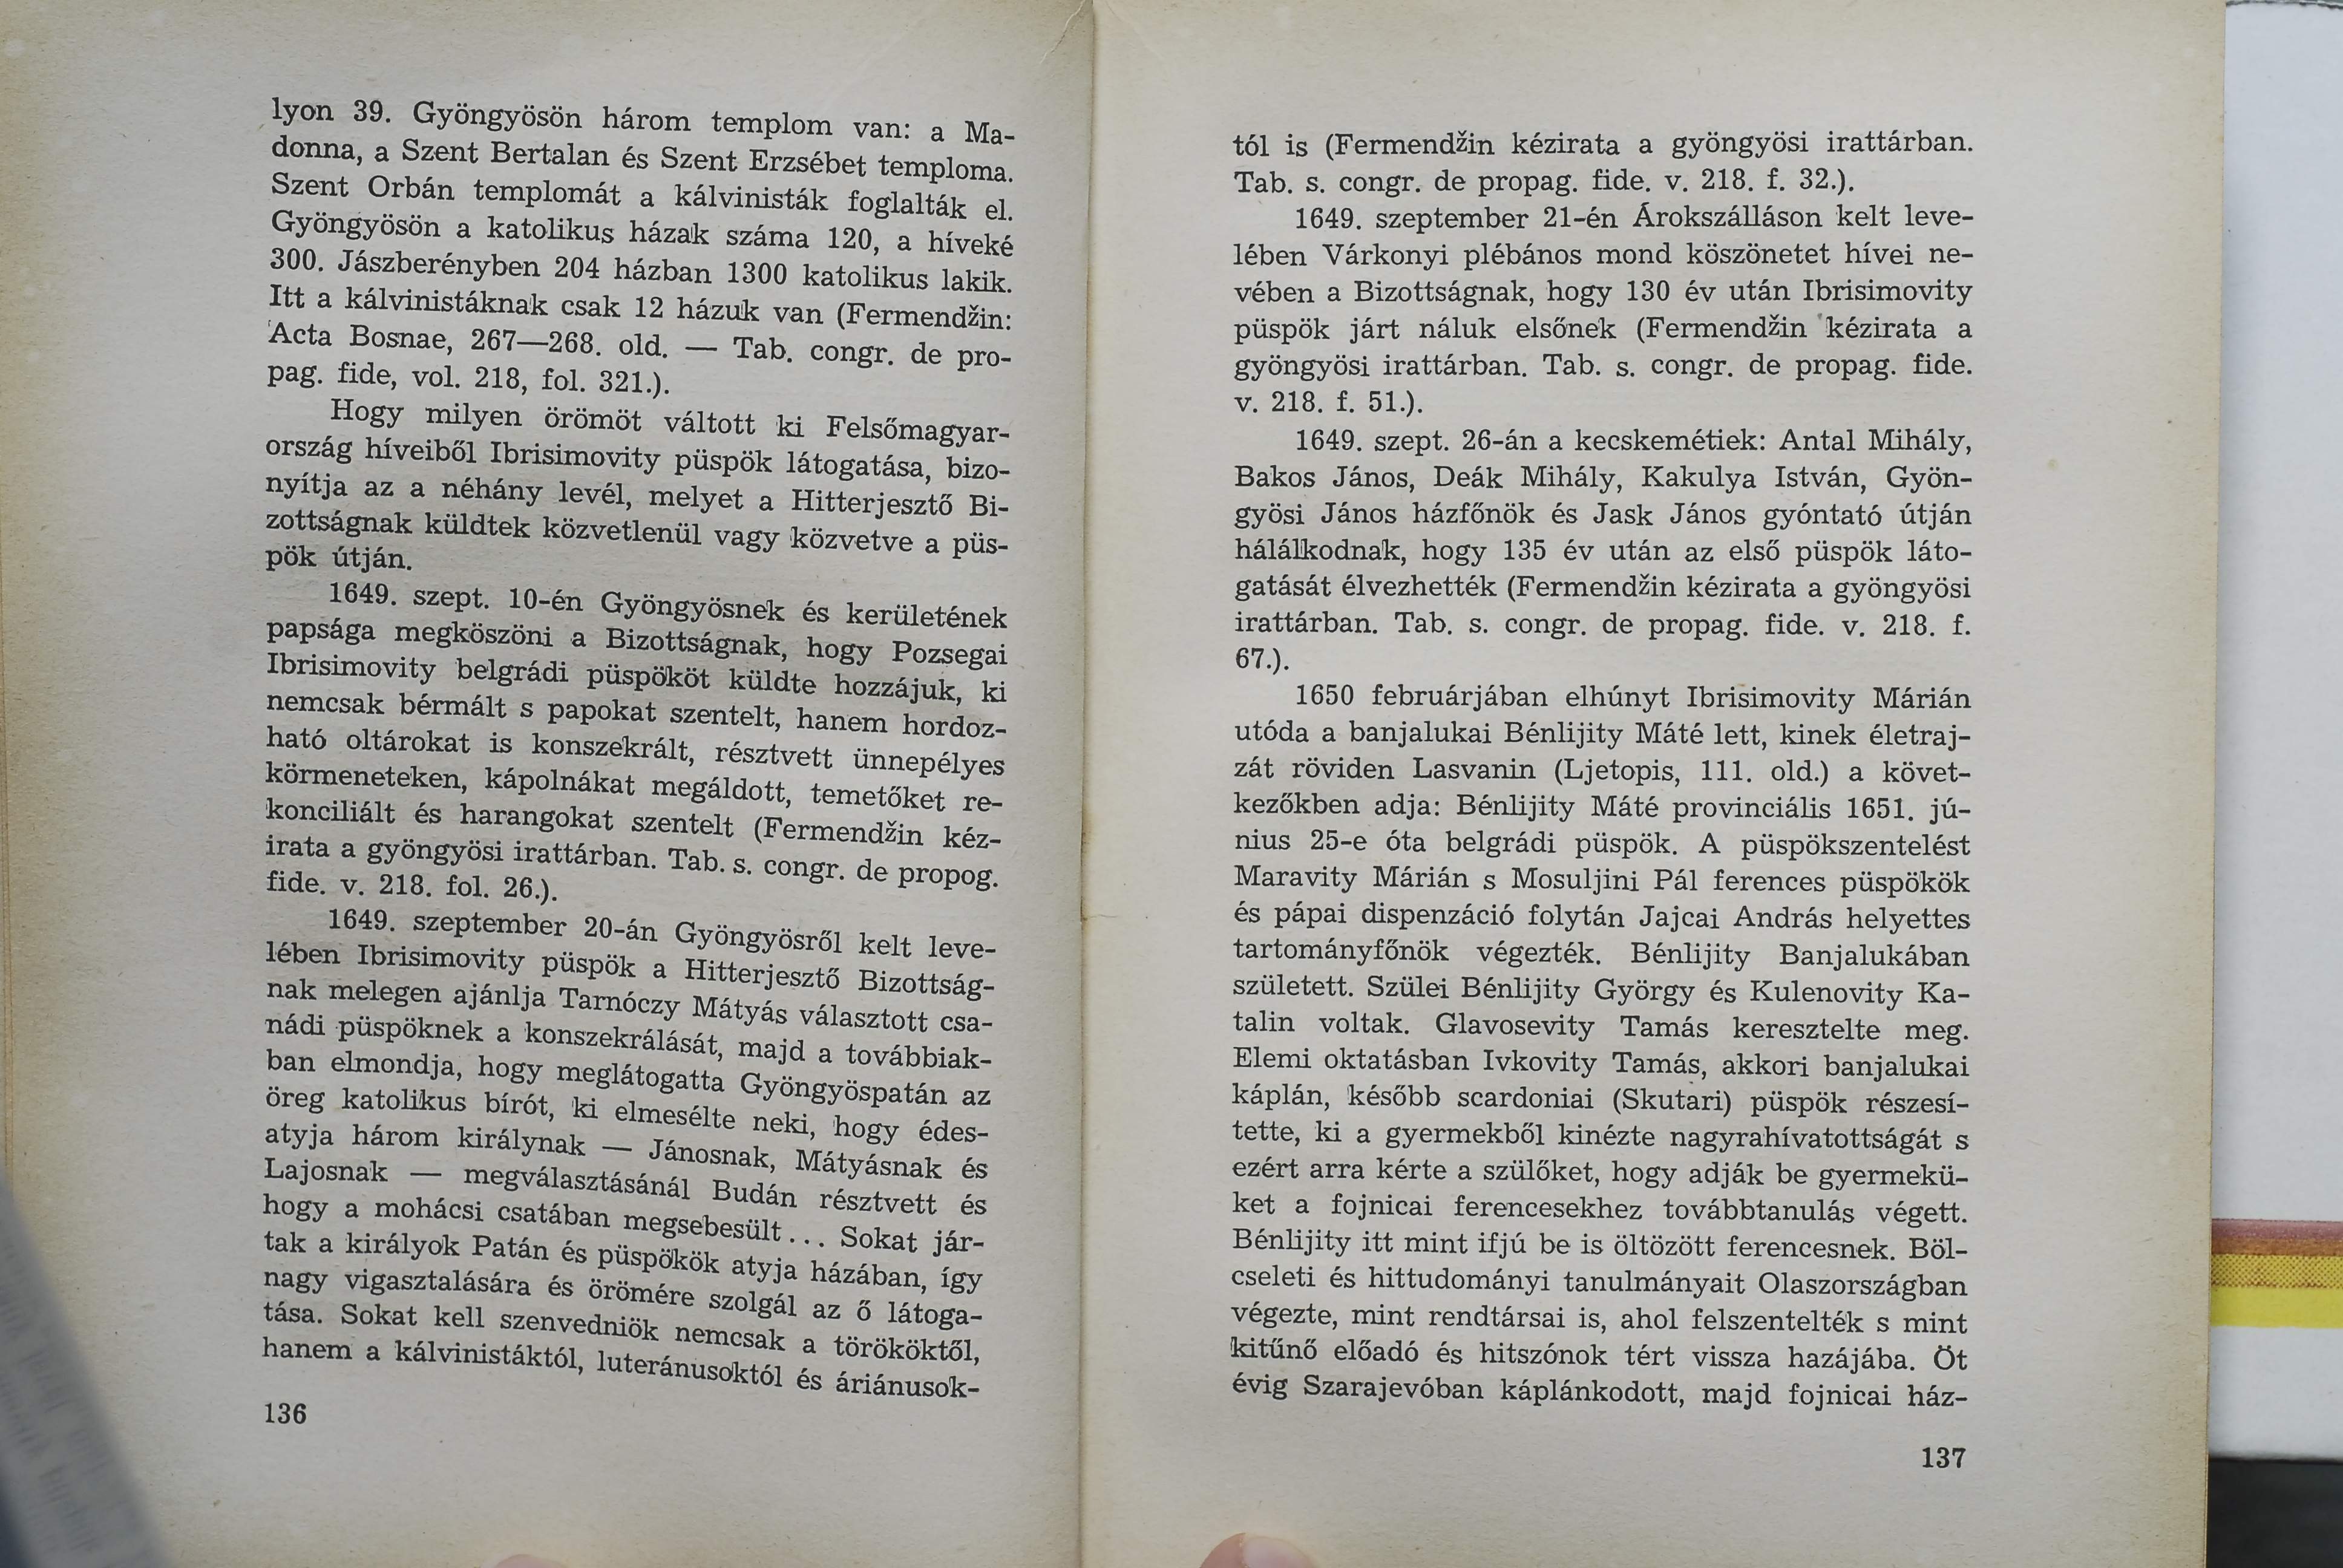 lyon 39. Gyöngyösön három templom van: a Ma-
donna, a Szent Bertalan és Szent Erzsébet temploma.
Szent Orbán templomát a kálvinisták foglalták el.
Gyöngyösön a katolikus házak száma 120, a híveké
300. Jászberényben 204 házban 1300 katolikus lakik.
Itt a kálvinistáknak csak 12 házuk van (Fermendžin:
Acta Bosnae, 267—268. old. — Tab. congr. de pro-
pag. fide, vol. 218, fol. 321.).
Hogy milyen örömöt váltott ki Felsőmagyar-
ország híveiből Ibrisimovity püspök látogatása, bizo-
nyítja az a néhány levél, melyet a Hitterjesztő Bi-
zottságnak küldtek közvetlenül vagy közvetve a püs-
pök útján.
1649. szept. 10-én Gyöngyösnek és kerületének
papsága megköszöni a Bizottságnak, hogy Pozsegai
Ibrisimovity belgrádi püspököt küldte hozzájuk, ki
nemcsak bérmált s papokat szentelt, hanem hordoz-
ható oltárokat is konszekrált, résztvett ünnepélyes
körmeneteken, kápolnákat megáldott, temetőket re-
konciliált és harangokat szentelt (Fermendžin kéz-
irata a gyöngyösi irattárban. Tab. s. congr. de propog.
fide. v. 218. fol. 26.).
1649. szeptember 20-án Gyöngyösről kelt leve-
lében Ibrisimovity püspök a Hitterjesztő Bizottság-
nak melegen ajánlja Tarnóczy Mátyás választott csa-
nádi püspöknek a konszekrálását, majd a továbbiak-
ban elmondja, hogy meglátogatta Gyöngyöspatán az
öreg katolikus bírót, ki elmesélte neki, hogy édes-
atyja három királynak — Jánosnak, Mátyásnak és
Lajosnak — megválasztásánál Budán résztvett és
hogy a mohácsi csatában megsebesült... Sokat jár-
tak a királyok Patán és püspökök atyja házában, így
nagy vigasztalására és örömére szolgál az ő látoga-
tása. Sokat kell szenvedniök nemcsak a törököktől,
hanem a kálvinistáktól, luteránusoktól és áriánusok-
136
tól is (Fermendžin kézirata a gyöngyösi irattárban.
Tab. s. congr. de propag. fide. v. 218. f. 32.).
1649. szeptember 21-én Árokszálláson kelt leve-
lében Várkonyi plébános mond köszönetet hívei ne-
vében a Bizottságnak, hogy 130 év után Ibrisimovity
püspök járt náluk elsőnek (Fermendžin kézirata a
gyöngyösi irattárban. Tab. s. congr. de propag. fide.
v. 218. f. 51.).
1649. szept. 26-án a kecskemétiek: Antal Mihály,
Bakos János, Deák Mihály, Kakulya István, Gyön-
gyösi János házfőnök és Jask János gyóntató útján
hálálkodnak, hogy 135 év után az első püspök láto-
gatását élvezhették (Fermendžin kézirata a gyöngyösi
irattárban. Tab. s. congr. de propag. fide. v. 218. f.
67.).
1650 februárjában elhúnyt Ibrisimovity Márián
utóda a banjalukai Bénlijity Máté lett, kinek életraj-
zát röviden Lasvanin (Ljetopis, 111. old.) a követ-
kezőkben adja: Bénlijity Máté provinciális 1651. jú-
nius 25-e óta belgrádi püspök. A püspökszentelést
Maravity Márián s Mosuljini Pál ferences püspökök
és pápai dispenzáció folytán Jajcai András helyettes
tartományfőnök végezték. Bénlijity Banjalukában
született. Szülei Bénlijity György és Kulenovity Ka-
talin voltak. Glavosevity Tamás keresztelte meg.
Elemi oktatásban Ivkovity Tamás, akkori banjalukai
káplán, később scardoniai (Skutari) püspök részesí-
tette, ki a gyermekből kinézte nagyrahívatottságát s
ezért arra kérte a szülőket, hogy adják be gyermekü-
ket a fojnicai ferencesekhez továbbtanulás végett.
Bénlijity itt mint ifjú be is öltözött ferencesnek. Böl-
cseleti és hittudományi tanulmányait Olaszországban
végezte, mint rendtársai is, ahol felszentelték s mint
kitűnő előadó és hitszónok tért vissza hazájába. Öt
évig Szarajevóban káplánkodott, majd fojnicai ház-
137